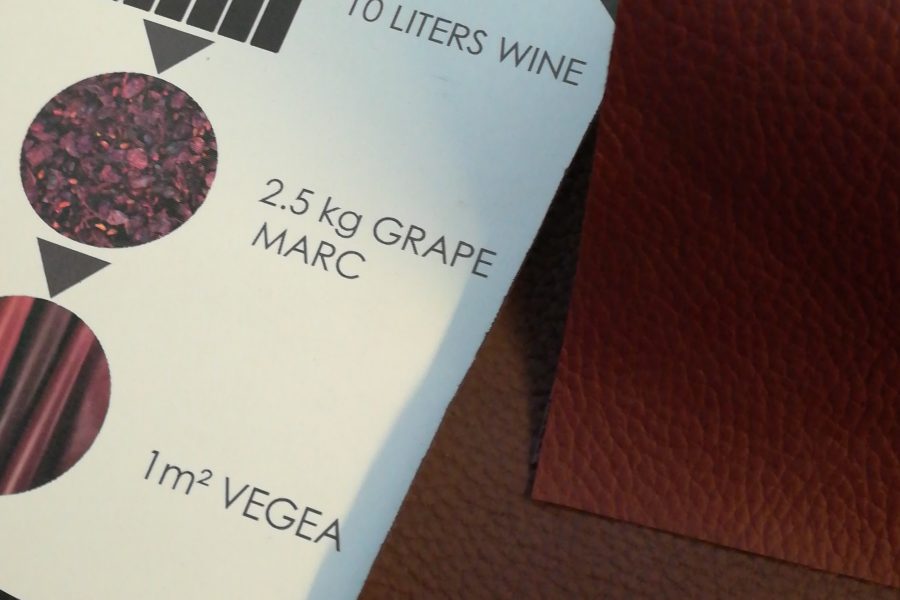 10 LITERS WINE
2.5 kg GRAPE
MARC
1m² VEGEA